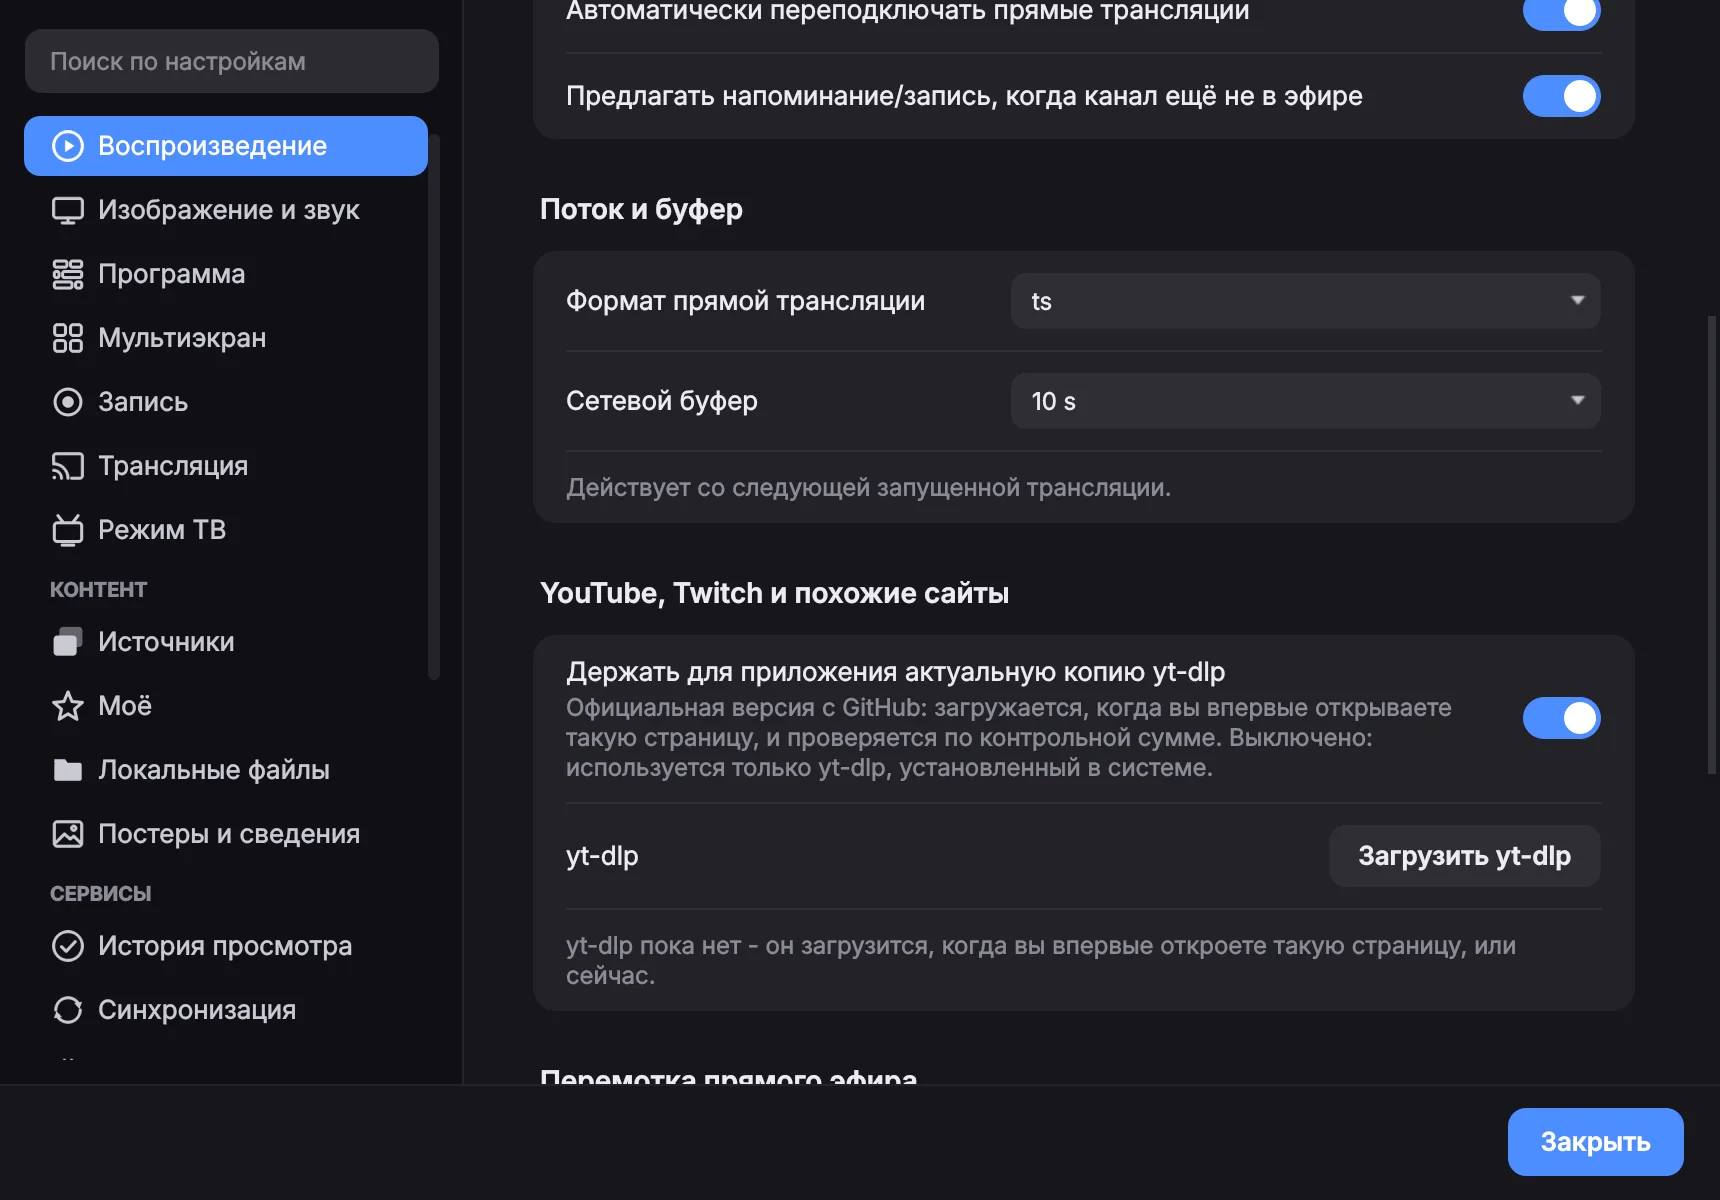 Поиск по настройкам
Воспроизведение
Изображение и звук
Программа
Мультиэкран
Запись
Трансляция
Режим ТВ
КОНТЕНТ
Источники
Моё
Локальные файлы
Постеры и сведения
СЕРВИСЫ
История просмотра
Синхронизация
Автоматически переподключать прямые трансляции
Предлагать напоминание/запись, когда канал ещё не в эфире
Поток и буфер
Формат прямой трансляции
ts
Сетевой буфер
10 s
Действует со следующей запущенной трансляции.
YouTube, Twitch и похожие сайты
Держать для приложения актуальную копию yt-dlp
Официальная версия с GitHub: загружается, когда вы впервые открываете
такую страницу, и проверяется по контрольной сумме. Выключено:
используется только yt-dlp, установленный в системе.
yt-dlp
Загрузить yt-dlp
yt-dlp пока нет - он загрузится, когда вы впервые откроете такую страницу, или
сейчас.
Перемотка прямого эфира
Закрыть